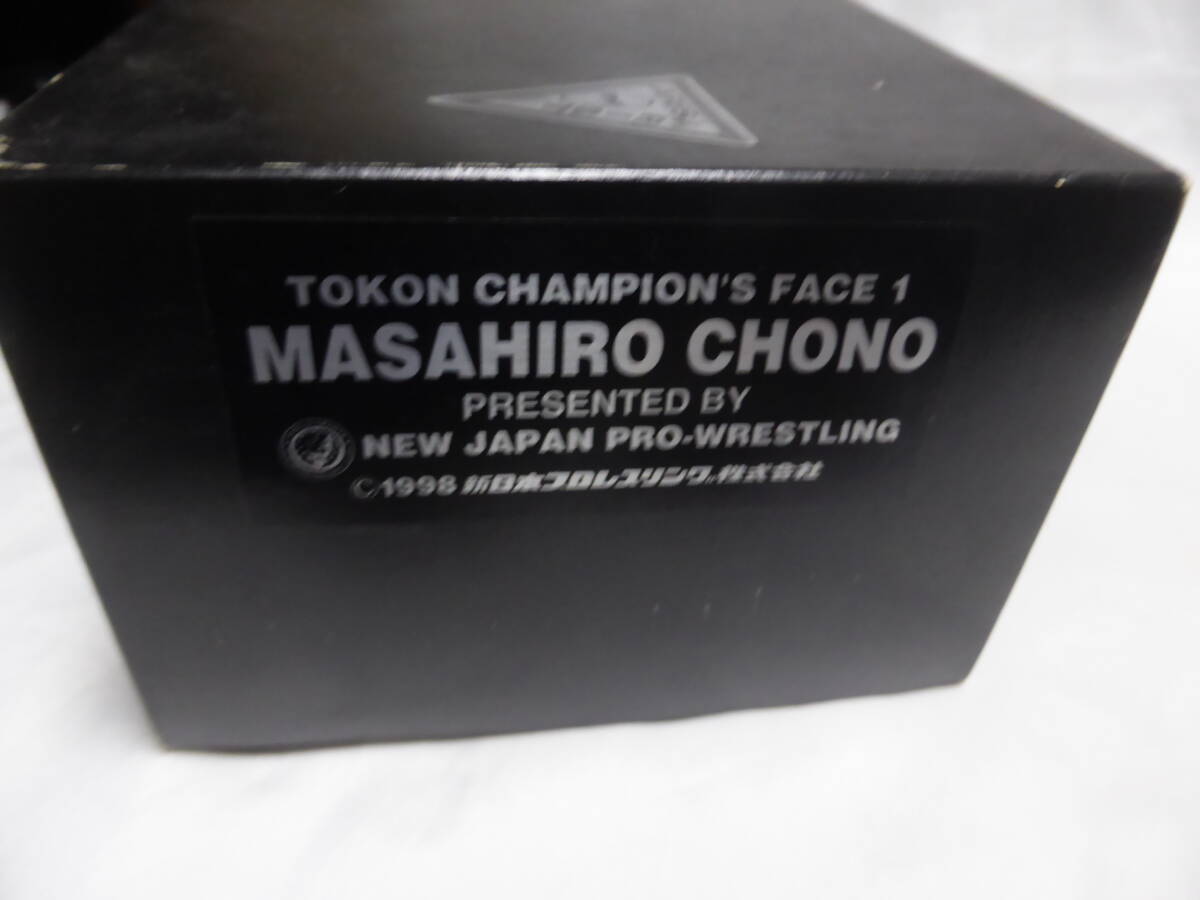 TOKON CHAMPION'S FACE 1
MASAHIRO CHONO
PRESENTED BY
NEW JAPAN PRO-WRESTLING
©1998 新日本プロレスリング株式会社